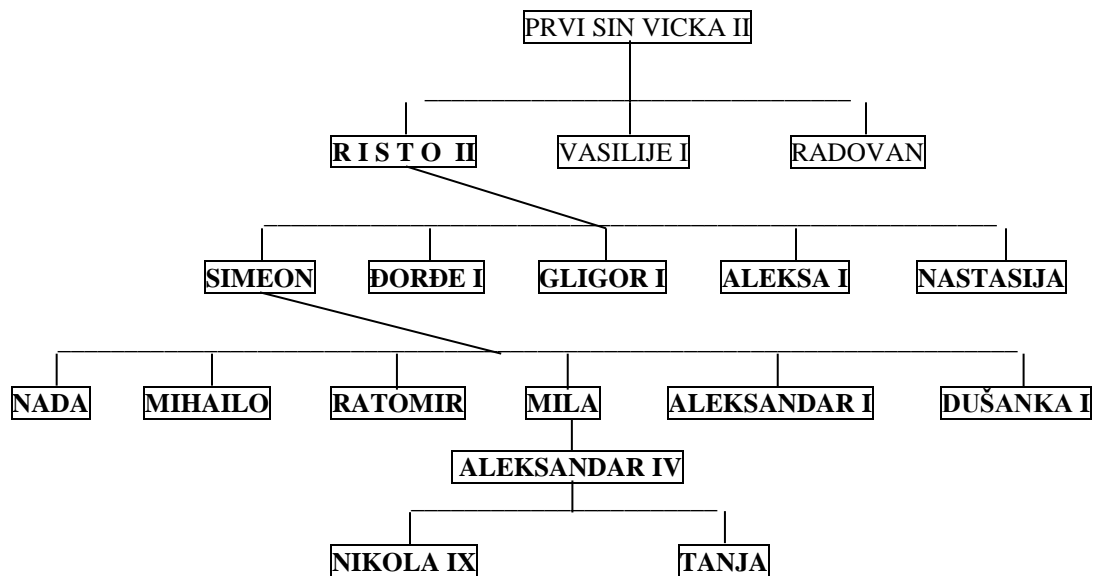 PRVI SIN VICKA II
R I S T O II VASILIJE I RADOVAN
SIMEON ĐORĐE I GLIGOR I ALEKSA I NASTASIJA
NADA MIHAILO RATOMIR MILA ALEKSANDAR I DUŠANKA I
ALEKSANDAR IV
NIKOLA IX TANJA